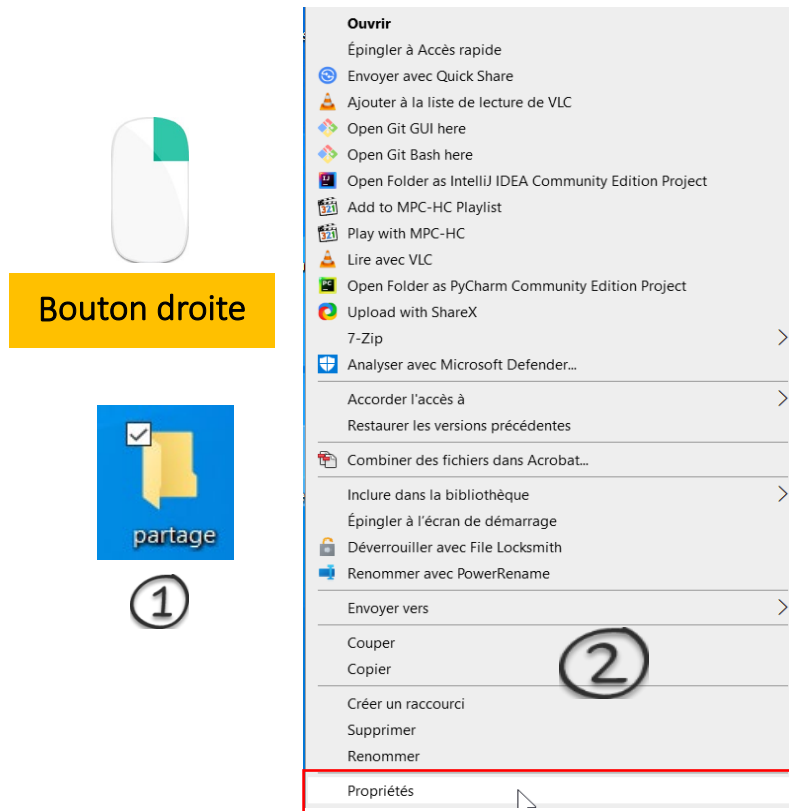 Bouton droite
partage
1
Ouvrir
Épingler à Accès rapide
Envoyer avec Quick Share
Ajouter à la liste de lecture de VLC
Open Git GUI here
Open Git Bash here
Open Folder as IntelliJ IDEA Community Edition Project
Add to MPC-HC Playlist
Play with MPC-HC
Lire avec VLC
Open Folder as PyCharm Community Edition Project
Upload with ShareX
7-Zip
Analyser avec Microsoft Defender...
Accorder l'accès à
Restaurer les versions précédentes
Combiner des fichiers dans Acrobat...
Inclure dans la bibliothèque
Épingler à l'écran de démarrage
Déverrouiller avec File Locksmith
Renommer avec PowerRename
Envoyer vers
Couper
2
Copier
Créer un raccourci
Supprimer
Renommer
Propriétés